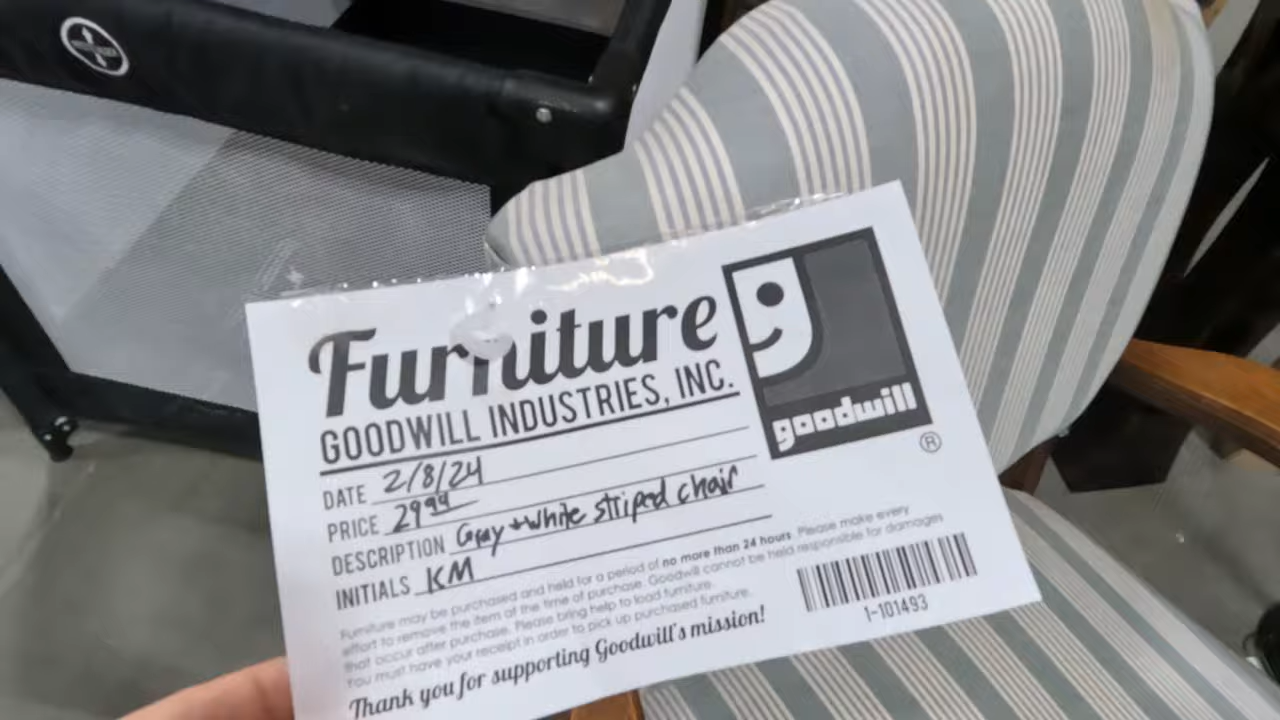 Furniture
GOODWILL INDUSTRIES, INC.
goodwill
®
DATE 2/8/24
PRICE 29⁹⁹
DESCRIPTION Gray + white striped chair
INITIALS KM
Furniture may be purchased and held for a period of no more than 24 hours. Please make every
effort to remove the item at the time of purchase. Goodwill cannot be held responsible for damages
that occur after purchase. Please bring help to load furniture.
You must have your receipt in order to pick up purchased furniture.
Thank you for supporting Goodwill's mission!
1-101493